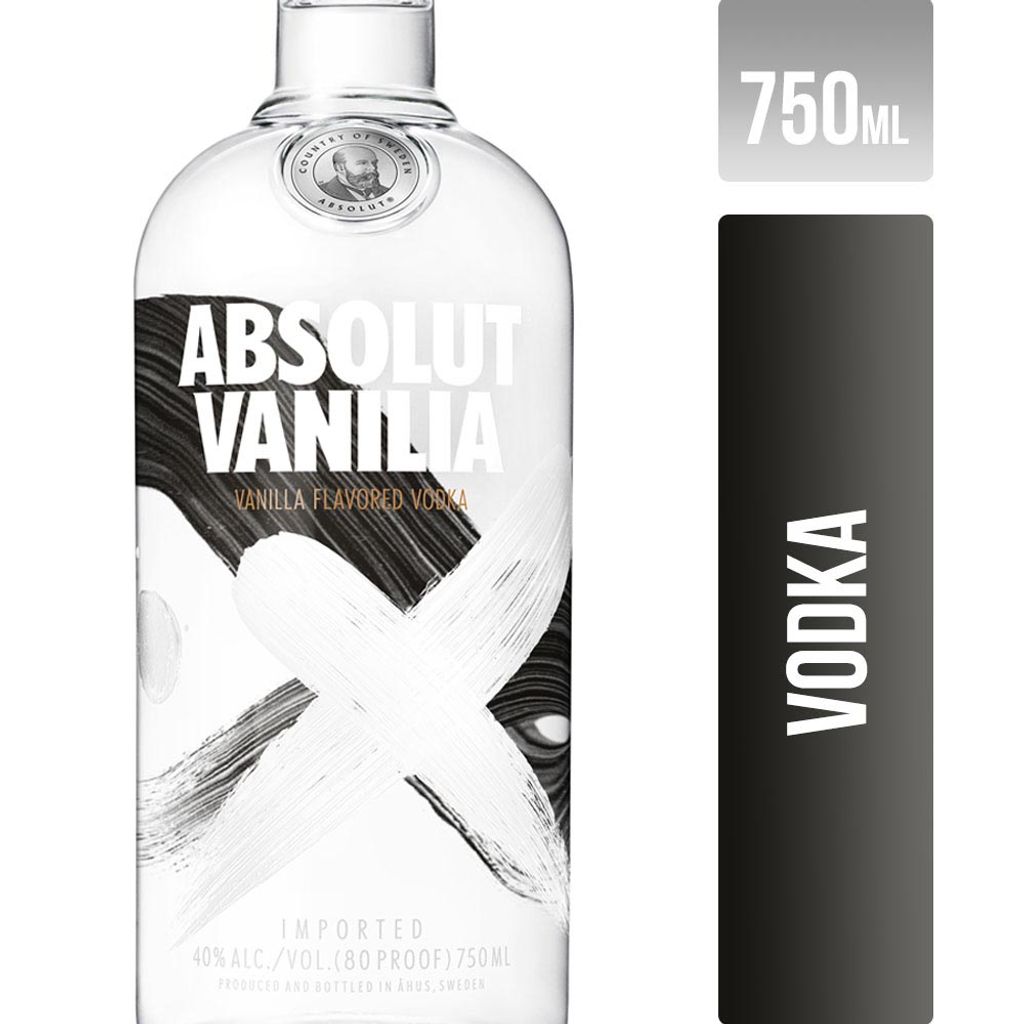 COUNTRY OF SWEDEN
ABSOLUT®
ABSOLUT
VANILIA
VANILLA FLAVORED VODKA
IMPORTED
40% ALC./VOL.(80 PROOF) 750ML
PRODUCED AND BOTTLED IN ÅHUS, SWEDEN
750ML
VODKA